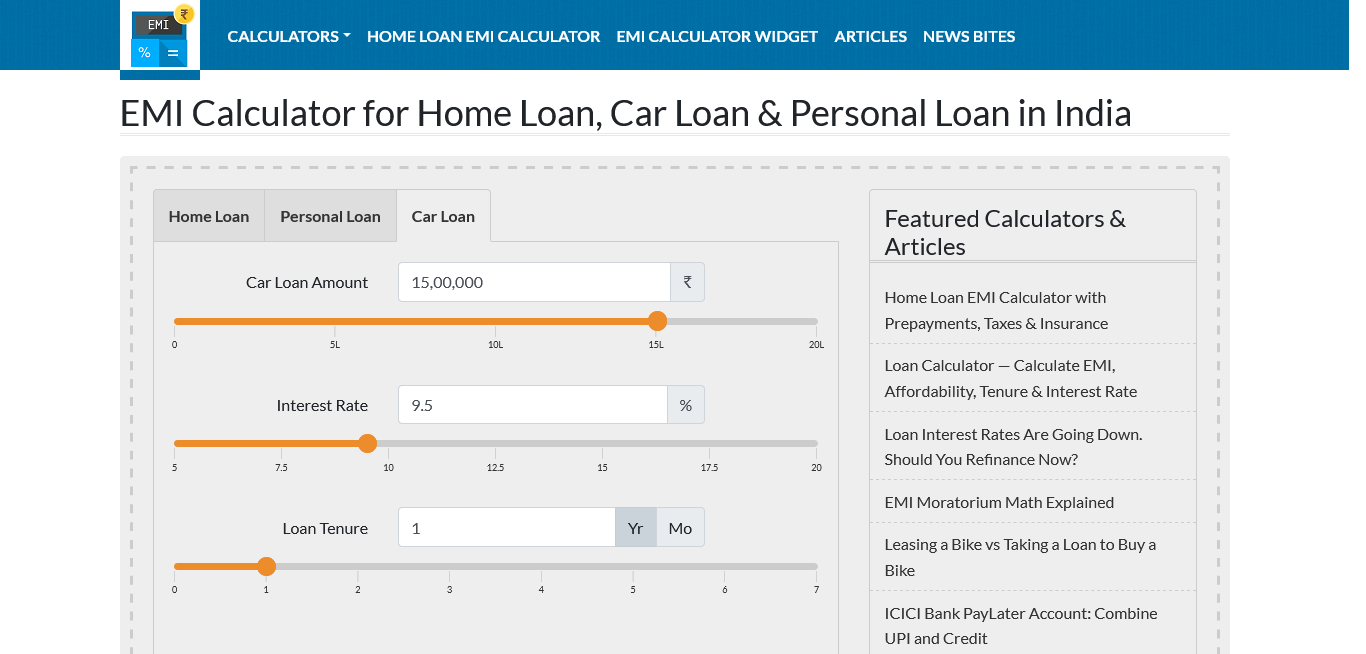 EMI ₹
% =
CALCULATORS HOME LOAN EMI CALCULATOR EMI CALCULATOR WIDGET ARTICLES NEWS BITES
EMI Calculator for Home Loan, Car Loan & Personal Loan in India
Home Loan Personal Loan Car Loan
Car Loan Amount 15,00,000 ₹
0 5L 10L 15L 20L
Interest Rate 9.5 %
5 7.5 10 12.5 15 17.5 20
Loan Tenure 1 Yr Mo
0 1 2 3 4 5 6 7
Featured Calculators &
Articles
Home Loan EMI Calculator with
Prepayments, Taxes & Insurance
Loan Calculator — Calculate EMI,
Affordability, Tenure & Interest Rate
Loan Interest Rates Are Going Down.
Should You Refinance Now?
EMI Moratorium Math Explained
Leasing a Bike vs Taking a Loan to Buy a
Bike
ICICI Bank PayLater Account: Combine
UPI and Credit